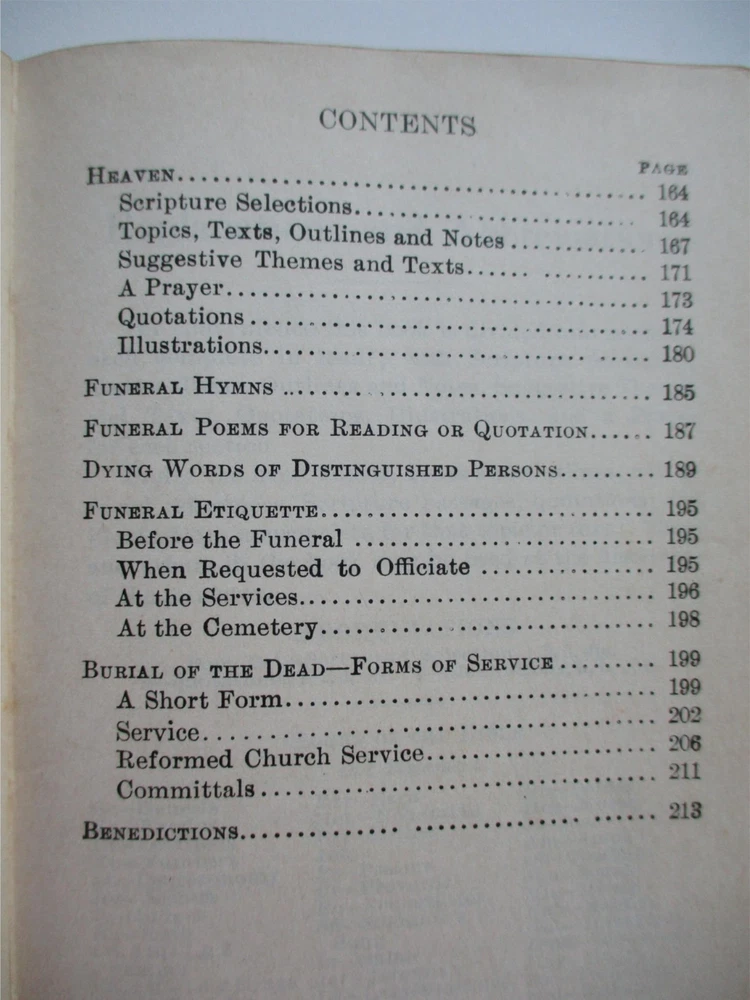 CONTENTS
PAGE
HEAVEN........................................ 164
Scripture Selections........................ 164
Topics, Texts, Outlines and Notes............ 167
Suggestive Themes and Texts...... .......... 171
A Prayer.................................... 173
Quotations.................................. 174
Illustrations............................ ..... 180
FUNERAL HYMNS ................................ 185
FUNERAL POEMS FOR READING OR QUOTATION...... 187
DYING WORDS OF DISTINGUISHED PERSONS......... 189
FUNERAL ETIQUETTE............................. 195
Before the Funeral .......................... 195
When Requested to Officiate ................ 195
At the Services.............................. 196
At the Cemetery.............................. 198
BURIAL OF THE DEAD—FORMS OF SERVICE ......... 199
A Short Form................................ 199
Service...................................... 202
Reformed Church Service..................... 206
Committals.................................. 211
BENEDICTIONS.............. .............. ...... 213